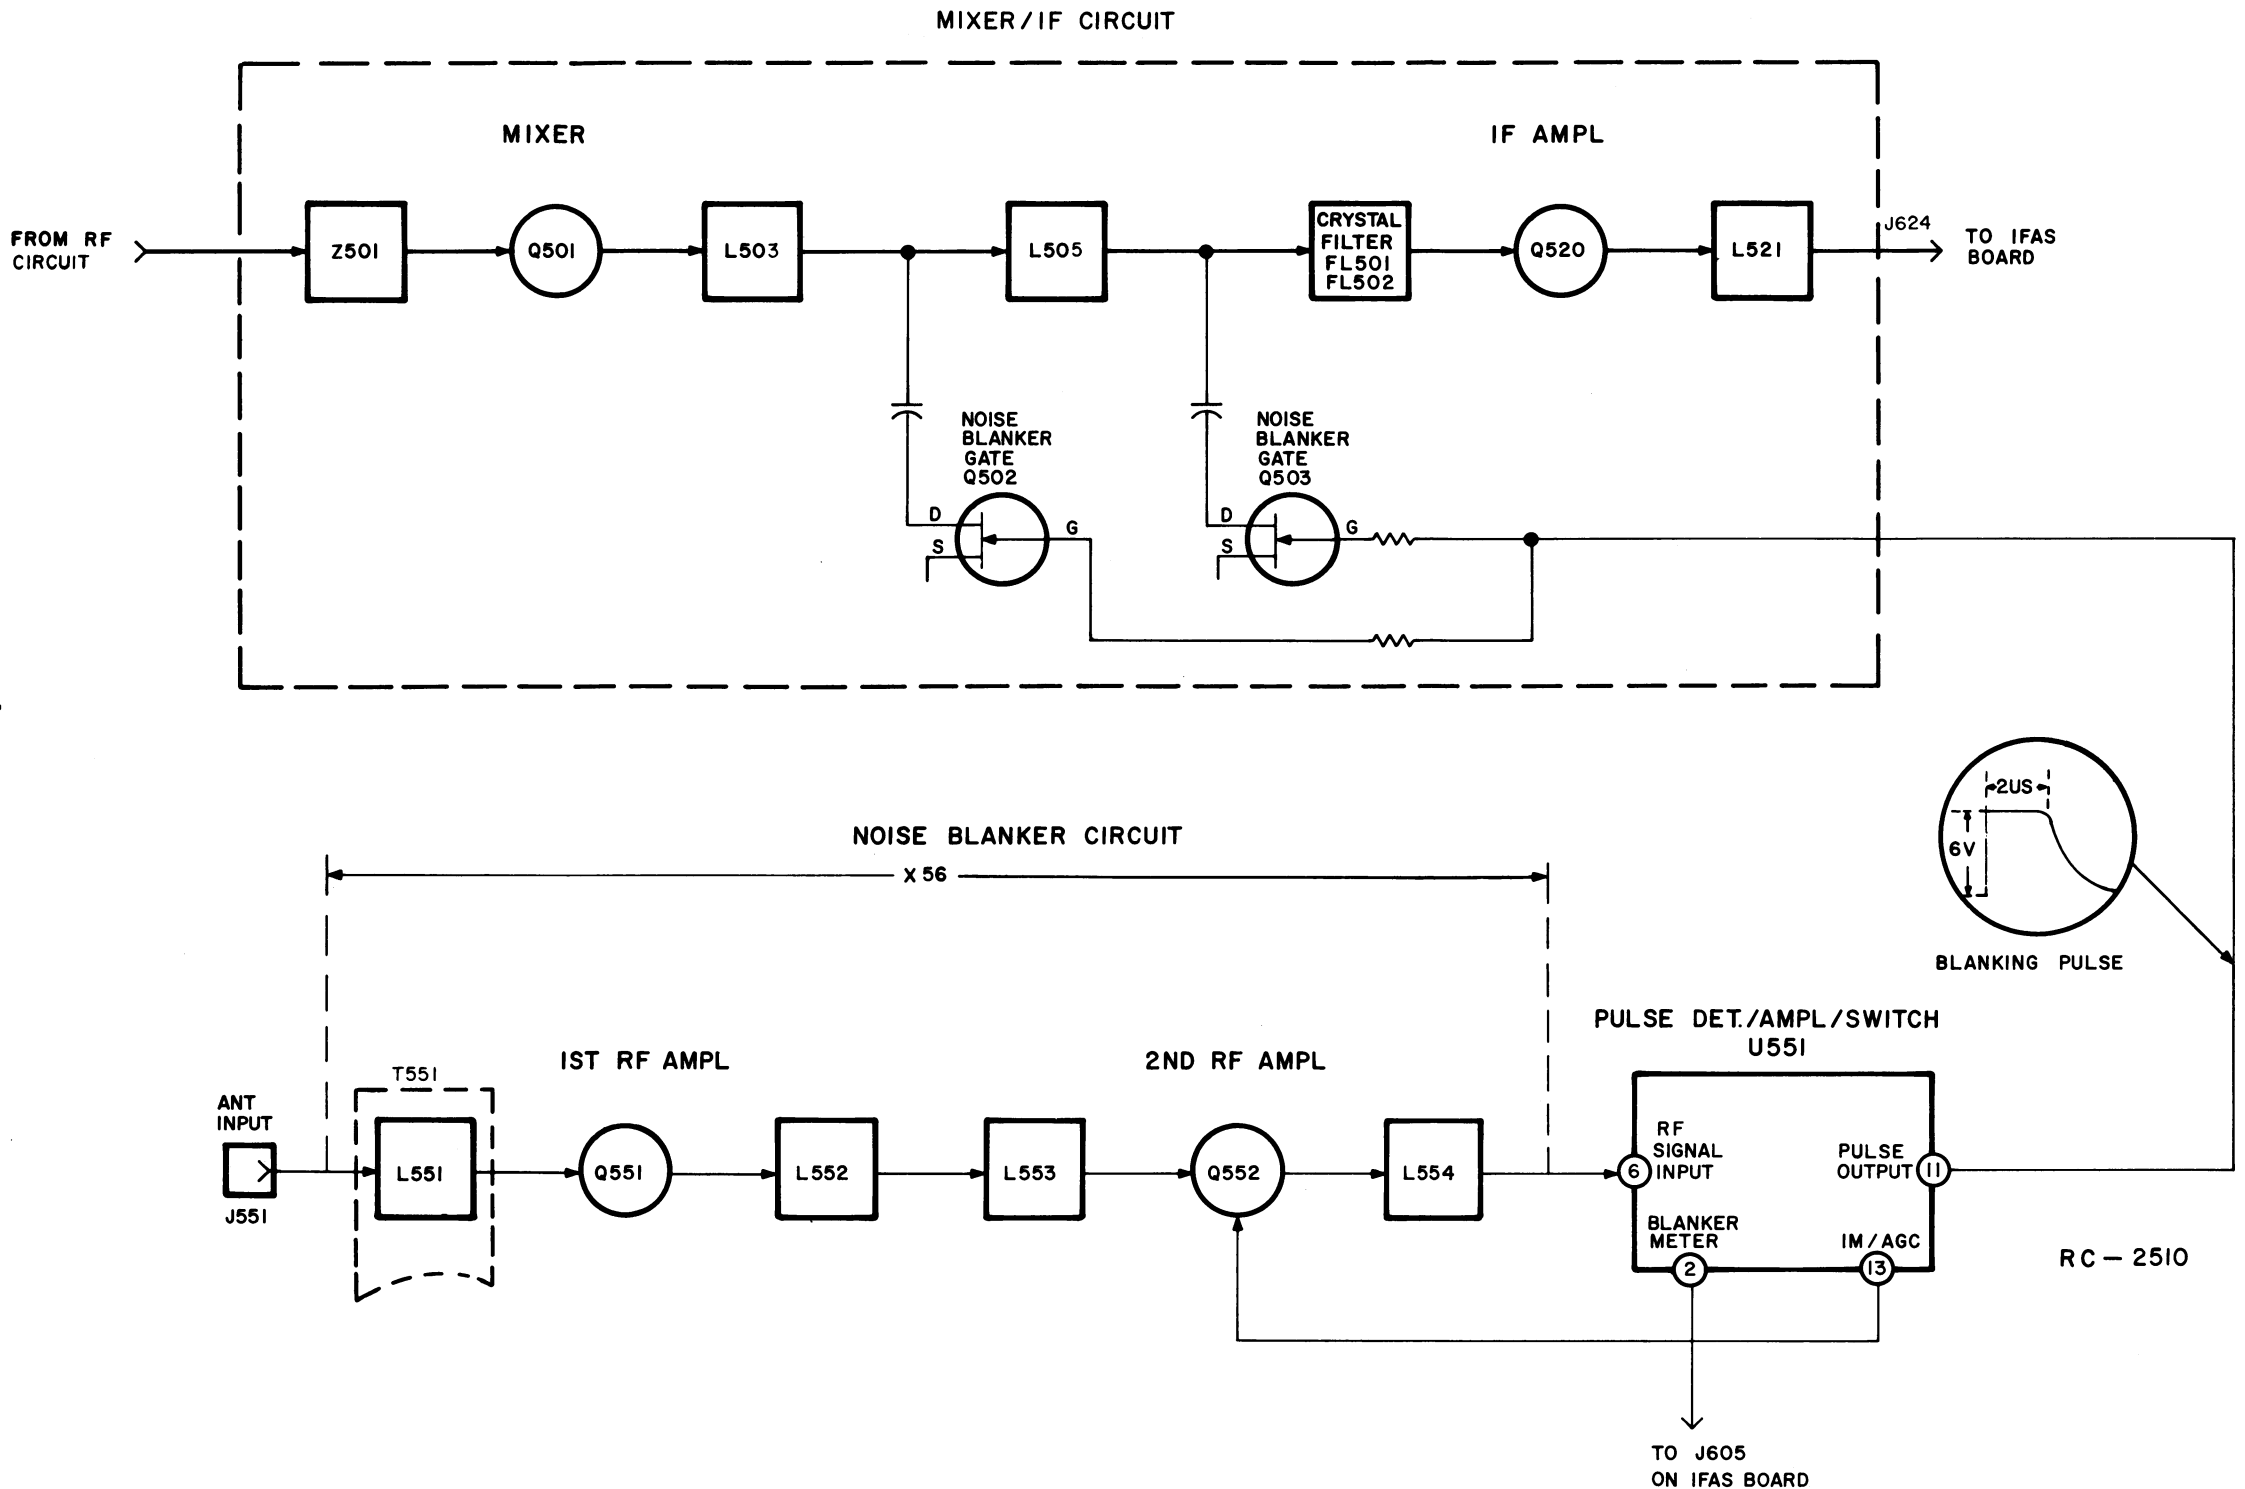 MIXER/IF CIRCUIT
MIXER
IF AMPL
FROM RF
CIRCUIT
Z501
Q501
L503
L505
CRYSTAL
FILTER
FL501
FL502
Q520
L521
J624
TO IFAS
BOARD
NOISE
BLANKER
GATE
Q502
D
S
G
NOISE
BLANKER
GATE
Q503
D
S
G
2US
6V
BLANKING PULSE
NOISE BLANKER CIRCUIT
X 56
PULSE DET./AMPL/SWITCH
U551
1ST RF AMPL
2ND RF AMPL
T551
ANT
INPUT
J551
L551
Q551
L552
L553
Q552
L554
6
RF
SIGNAL
INPUT
PULSE
OUTPUT
11
BLANKER
METER
2
IM/AGC
13
RC-2510
TO J605
ON IFAS BOARD